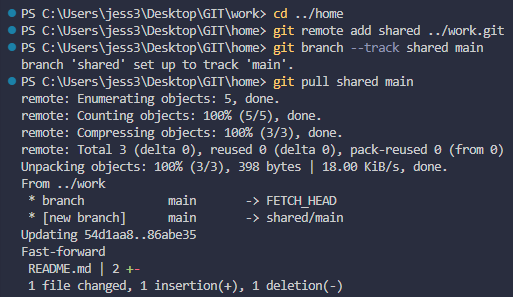 PS C:\Users\jess3\Desktop\GIT\work> cd ../home
PS C:\Users\jess3\Desktop\GIT\home> git remote add shared ../work.git
PS C:\Users\jess3\Desktop\GIT\home> git branch --track shared main
branch 'shared' set up to track 'main'.
PS C:\Users\jess3\Desktop\GIT\home> git pull shared main
remote: Enumerating objects: 5, done.
remote: Counting objects: 100% (5/5), done.
remote: Compressing objects: 100% (3/3), done.
remote: Total 3 (delta 0), reused 0 (delta 0), pack-reused 0 (from 0)
Unpacking objects: 100% (3/3), 398 bytes | 18.00 KiB/s, done.
From ../work
 * branch            main       -> FETCH_HEAD
 * [new branch]      main       -> shared/main
Updating 54d1aa8..86abe35
Fast-forward
 README.md | 2 +-
 1 file changed, 1 insertion(+), 1 deletion(-)